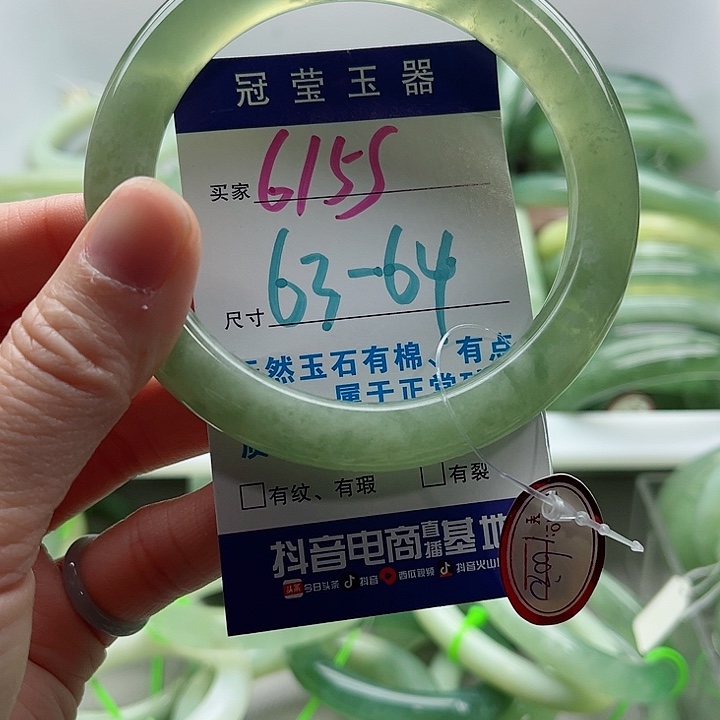 冠莹玉器
买家 6155
尺寸 63-64
天然玉石有棉、有点
属于正常
□有纹、有瑕 □有裂
抖音电商直播基地
头条 今日头条 抖音 西瓜视频 抖音火山